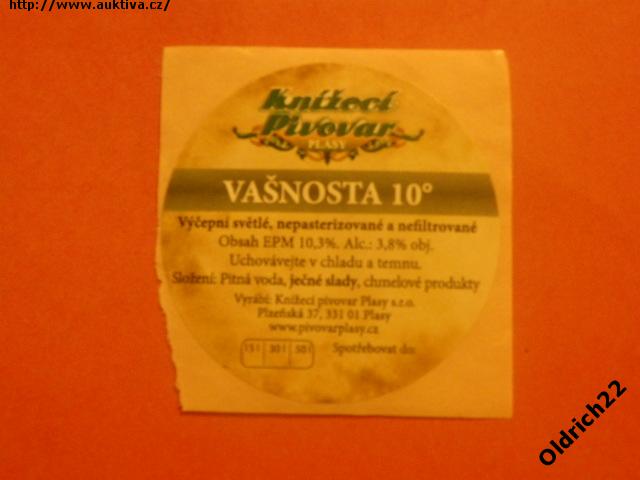 http://www.auktiva.cz/
Knížecí
Pivovar
PLASY
VAŠNOSTA 10°
Výčepní světlé, nepasterizované a nefiltrované
Obsah EPM 10,3%. Alc.: 3,8% obj.
Uchovávejte v chladu a temnu.
Složení: Pitná voda, ječné slady, chmelové produkty
Vyrábí: Knížecí pivovar Plasy s.r.o.
Plzeňská 37, 331 01 Plasy
www.pivovarplasy.cz
15 l 30 l 50 l Spotřebovat do:
Oldrich22